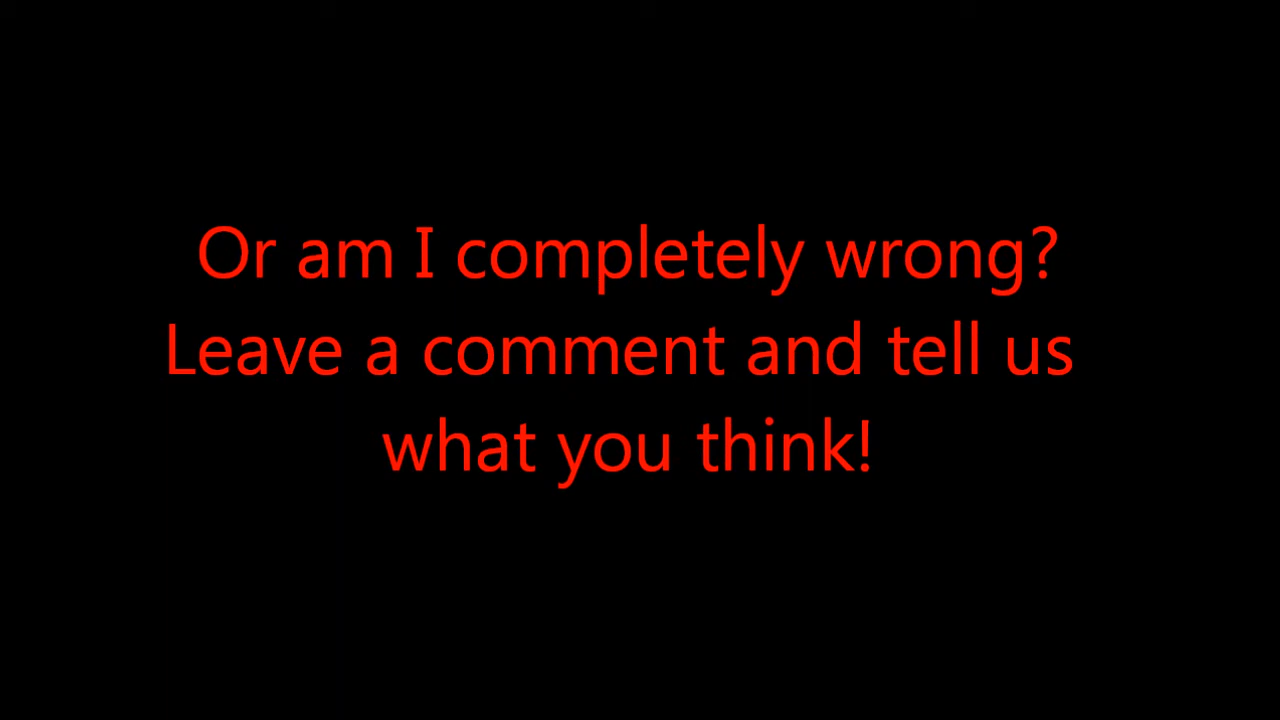 Or am I completely wrong?
Leave a comment and tell us
what you think!